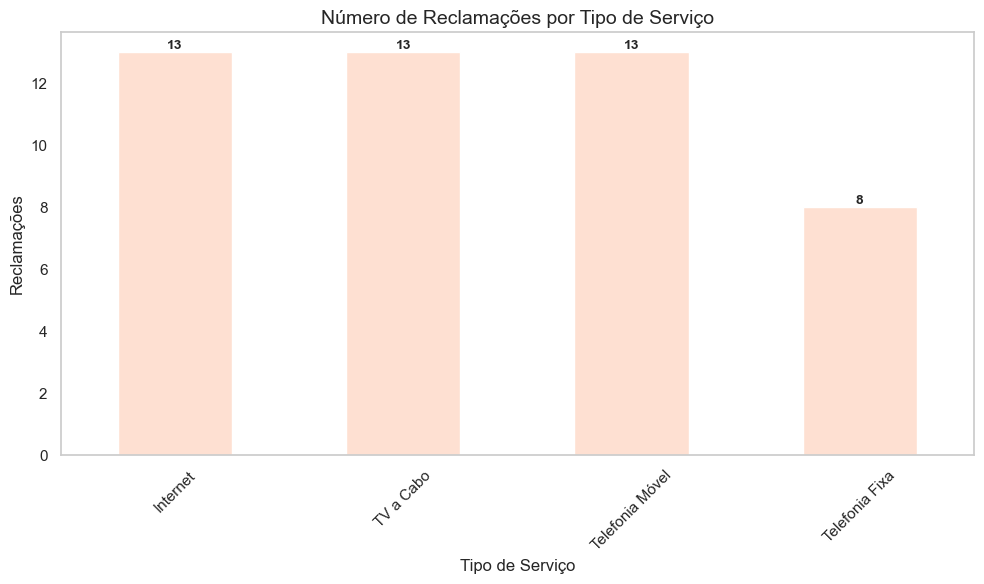 Número de Reclamações por Tipo de Serviço
13
13
13
8
Reclamações
12
10
8
6
4
2
0
Internet
TV a Cabo
Telefonia Móvel
Telefonia Fixa
Tipo de Serviço